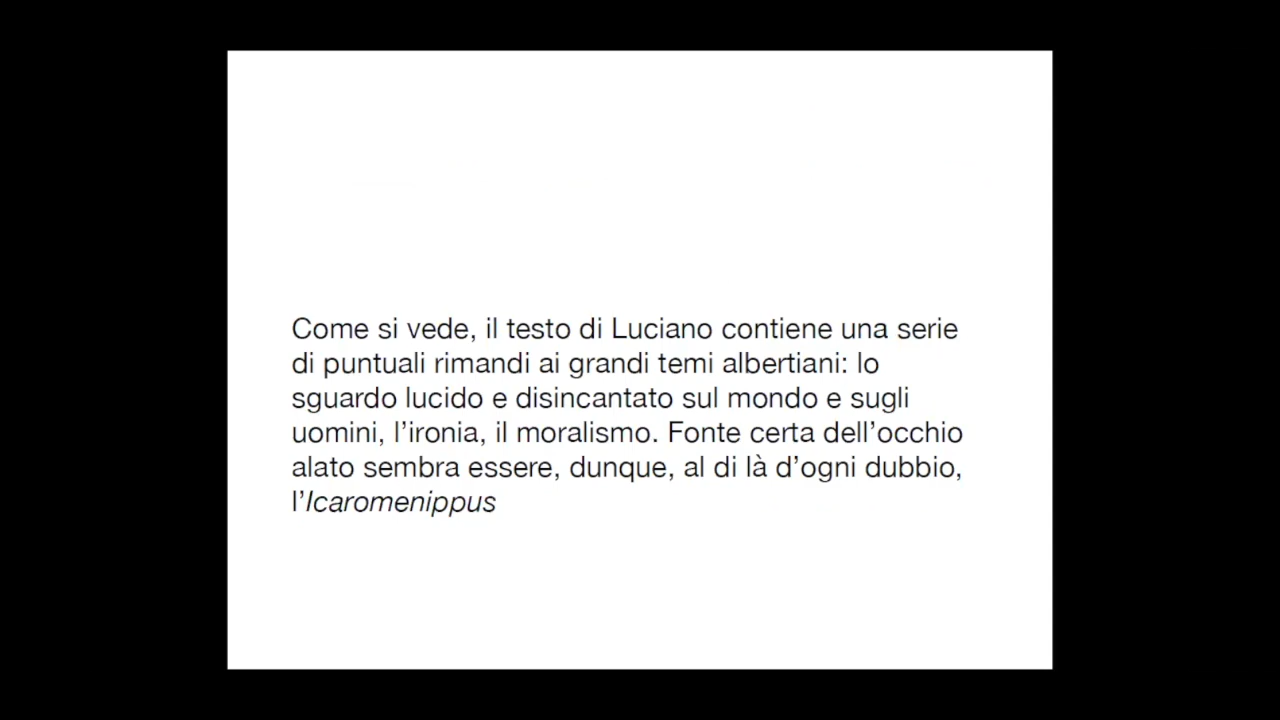 Come si vede, il testo di Luciano contiene una serie
di puntuali rimandi ai grandi temi albertiani: lo
sguardo lucido e disincantato sul mondo e sugli
uomini, l’ironia, il moralismo. Fonte certa dell’occhio
alato sembra essere, dunque, al di là d’ogni dubbio,
l’Icaromenippus